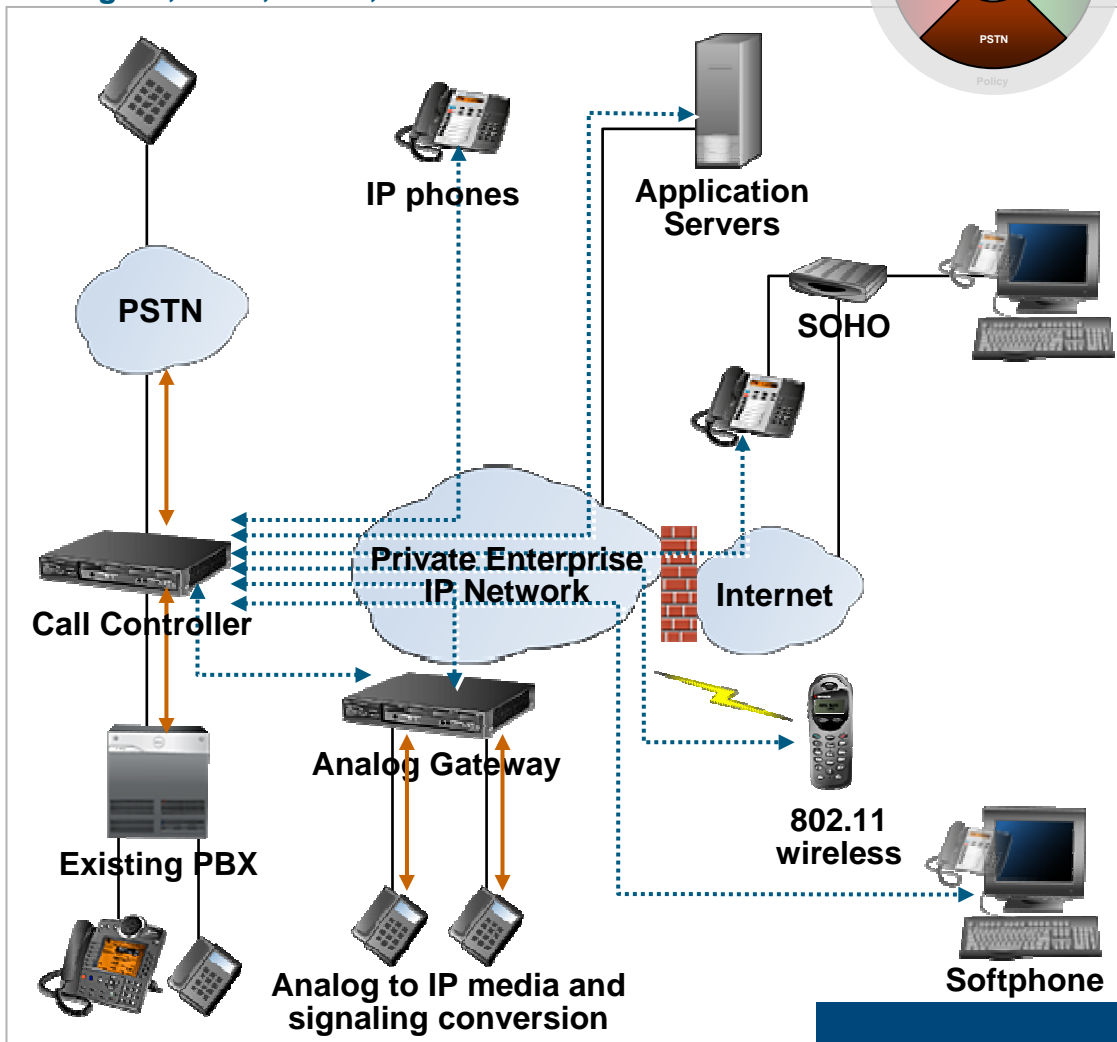 PSTN
Policy
IP phones
Application
Servers
PSTN
SOHO
Private Enterprise
IP Network
Internet
Call Controller
Analog Gateway
802.11
wireless
Existing PBX
Softphone
Analog to IP media and
signaling conversion